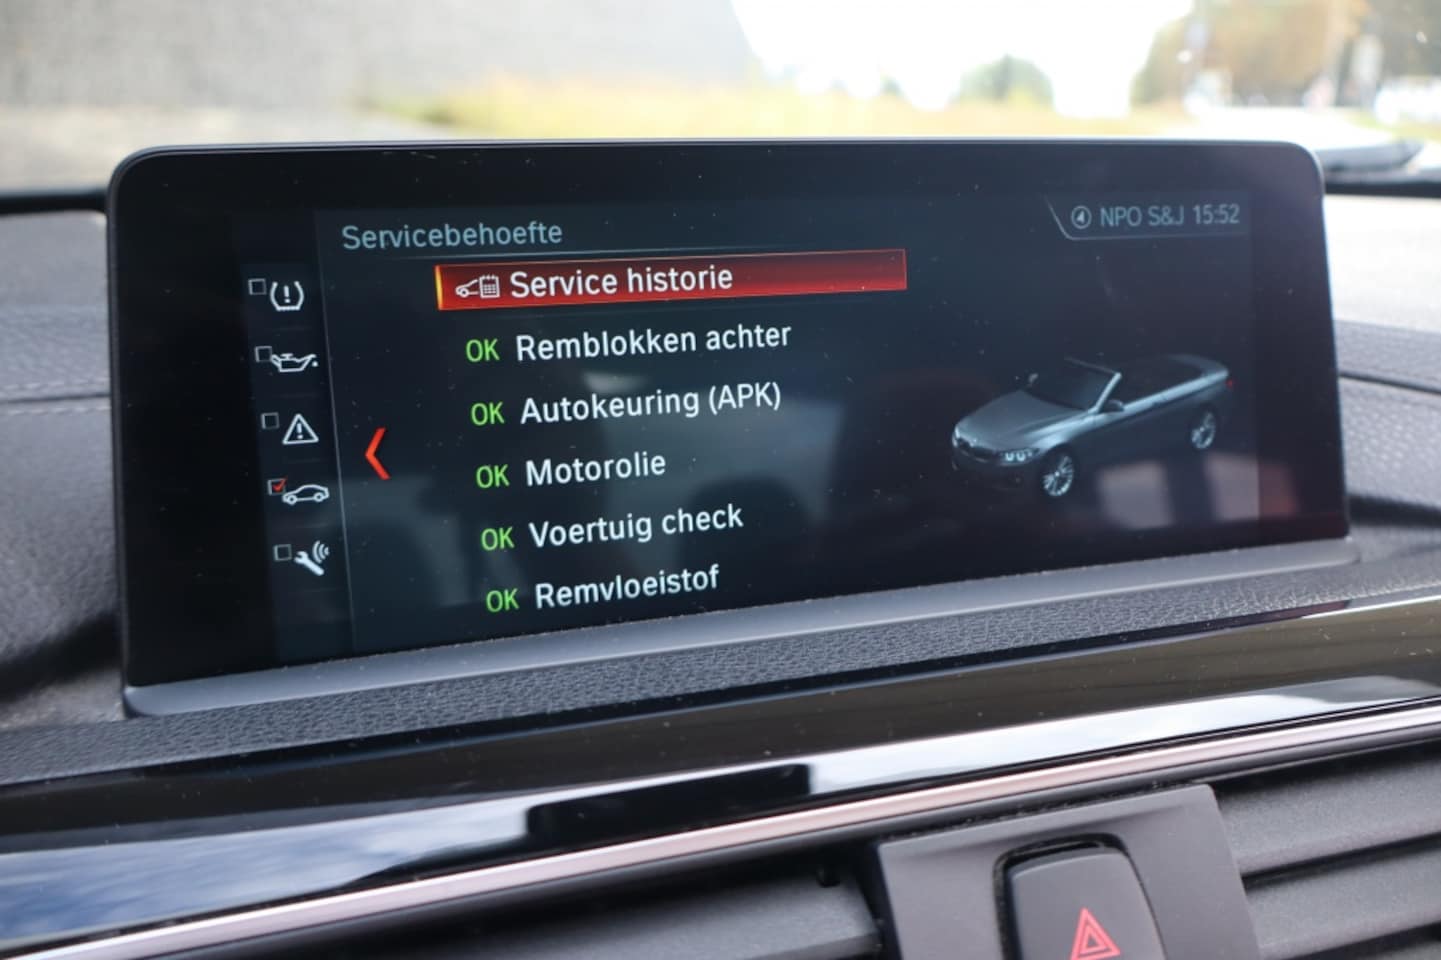 Servicebehoefte
NPO S&J 15:52
Service historie
OK Remblokken achter
OK Autokeuring (APK)
OK Motorolie
OK Voertuig check
OK Remvloeistof